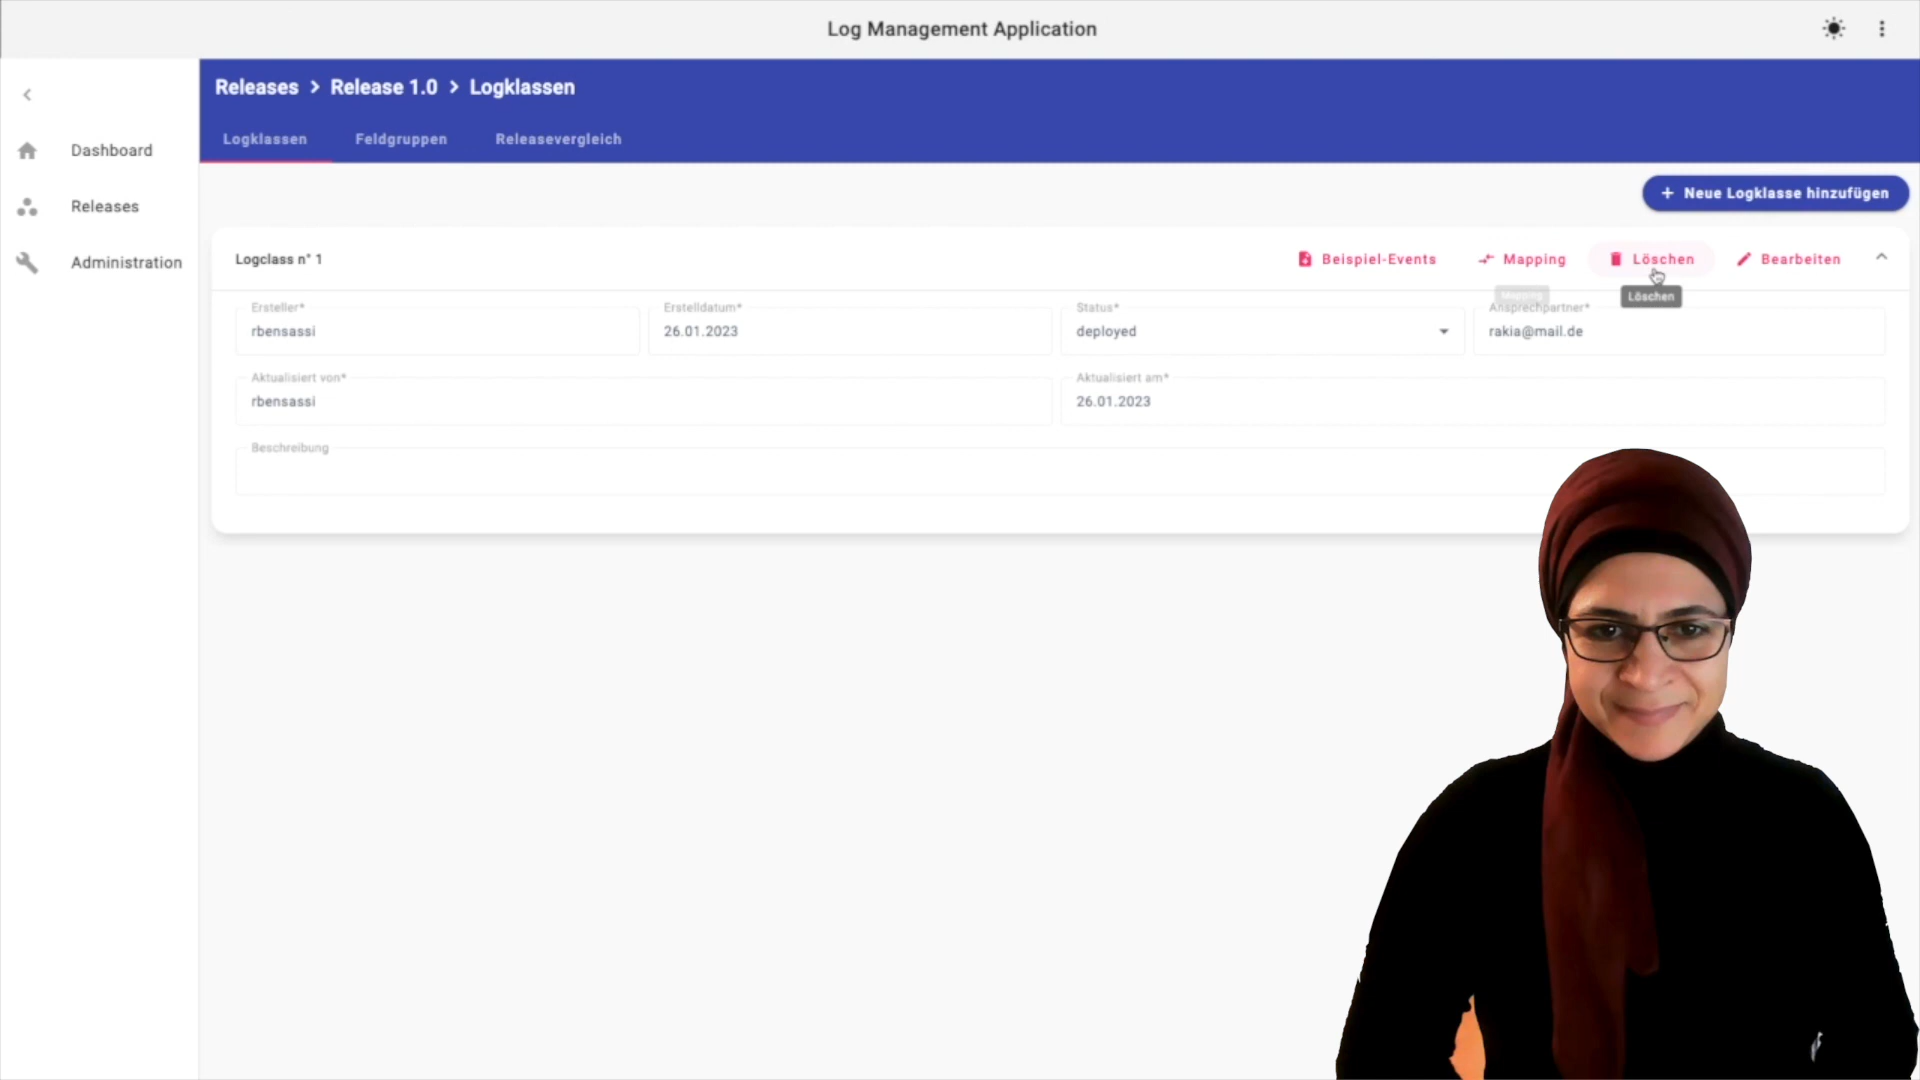 Log Management Application
Releases > Release 1.0 > Logklassen
Logklassen Feldgruppen Releasevergleich
Dashboard
Releases
Administration
+ Neue Logklasse hinzufügen
Logclass n° 1
Beispiel-Events Mapping Löschen Bearbeiten
Mapping Löschen
Ersteller* Erstelldatum* Status* Ansprechpartner*
rbensassi 26.01.2023 deployed rakia@mail.de
Aktualisiert von* Aktualisiert am*
rbensassi 26.01.2023
Beschreibung